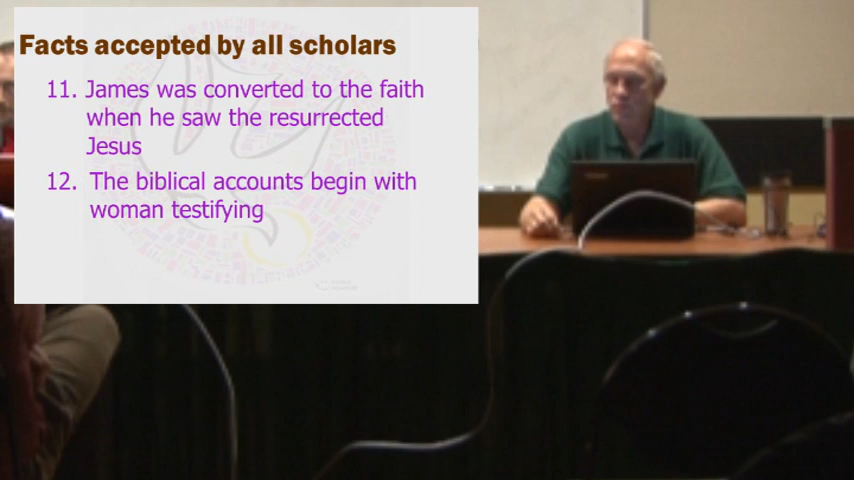 Facts accepted by all scholars
11. James was converted to the faith
when he saw the resurrected
Jesus
12. The biblical accounts begin with
woman testifying